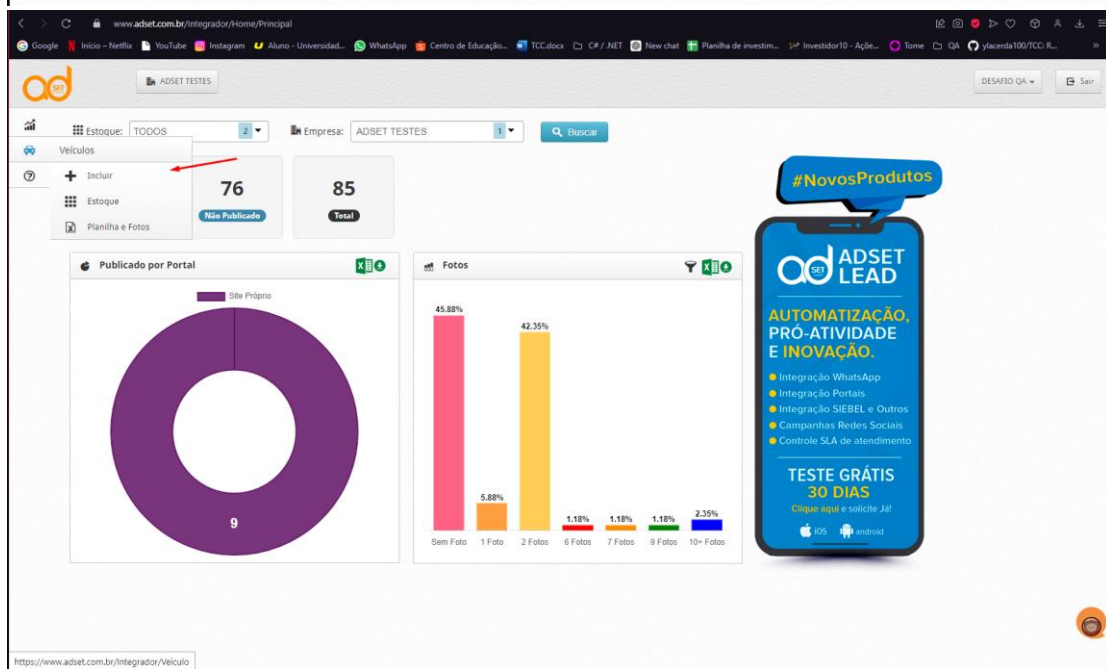 www.adset.com.br/Integrador/Home/Principal
Google Início – Netflix YouTube Instagram Aluno - Universidad... WhatsApp Centro de Educação... TCC.docx C# / .NET New chat Planilha de investim... Investidor10 - Açõe... Tome QA ylacerda100/TCC: R... »
ad SET ADSET TESTES DESAFIO QA Sair
Estoque: TODOS 2 Empresa: ADSET TESTES 1 Buscar
Veículos
Incluir
Estoque
Planilha e Fotos
76
Não Publicado
85
Total
Publicado por Portal
Site Próprio
9
Fotos
45.88%
42.35%
5.88%
1.18% 1.18% 1.18% 2.35%
Sem Foto 1 Foto 2 Fotos 6 Fotos 7 Fotos 9 Fotos 10+ Fotos
#NovosProdutos
ad SET ADSET
LEAD
AUTOMATIZAÇÃO,
PRÓ-ATIVIDADE
E INOVAÇÃO.
Integração WhatsApp
Integração Portais
Integração SIEBEL e Outros
Campanhas Redes Sociais
Controle SLA de atendimento
TESTE GRÁTIS
30 DIAS
Clique aqui e solicite Já!
iOS android
https://www.adset.com.br/Integrador/Veiculo